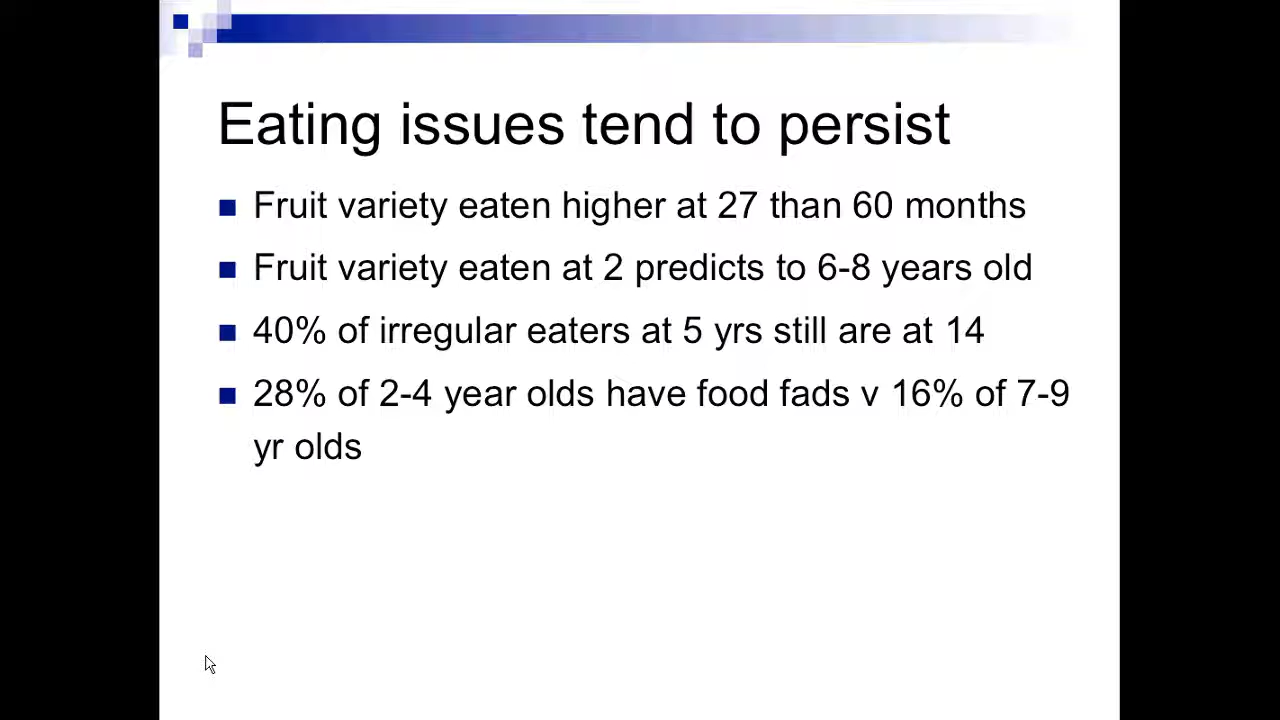 Eating issues tend to persist
Fruit variety eaten higher at 27 than 60 months
Fruit variety eaten at 2 predicts to 6-8 years old
40% of irregular eaters at 5 yrs still are at 14
28% of 2-4 year olds have food fads v 16% of 7-9
yr olds